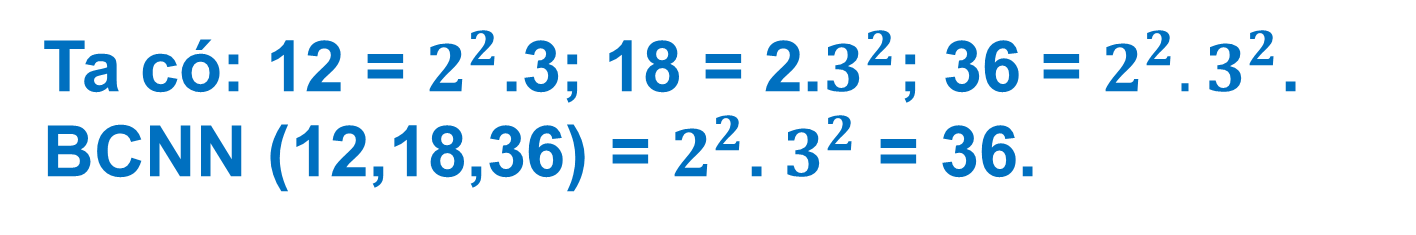 Ta có: 12 = 2².3; 18 = 2.3²; 36 = 2².3².
BCNN (12,18,36) = 2². 3² = 36.